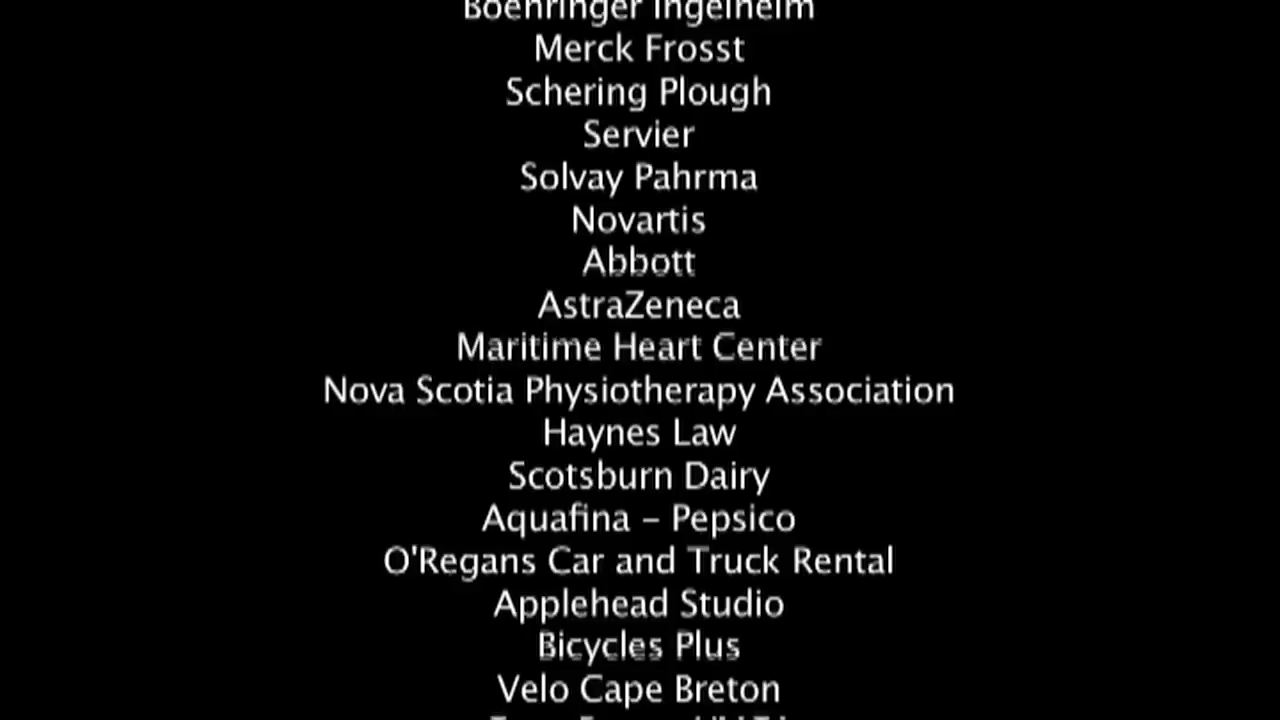 Boehringer Ingelheim
Merck Frosst
Schering Plough
Servier
Solvay Pahrma
Novartis
Abbott
AstraZeneca
Maritime Heart Center
Nova Scotia Physiotherapy Association
Haynes Law
Scotsburn Dairy
Aquafina – Pepsico
O'Regans Car and Truck Rental
Applehead Studio
Bicycles Plus
Velo Cape Breton